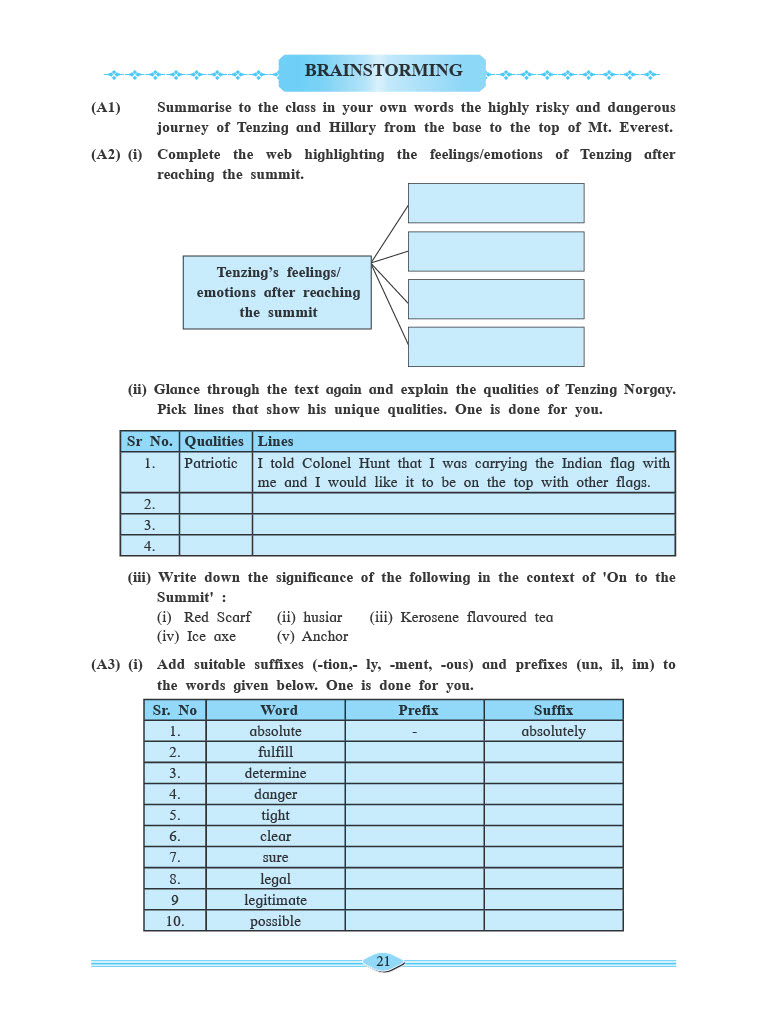 BRAINSTORMING
(A1) Summarise to the class in your own words the highly risky and dangerous
journey of Tenzing and Hillary from the base to the top of Mt. Everest.
(A2) (i) Complete the web highlighting the feelings/emotions of Tenzing after
reaching the summit.
Tenzing's feelings/
emotions after reaching
the summit
(ii) Glance through the text again and explain the qualities of Tenzing Norgay.
Pick lines that show his unique qualities. One is done for you.
Sr No. Qualities Lines
1. Patriotic I told Colonel Hunt that I was carrying the Indian flag with
me and I would like it to be on the top with other flags.
2.
3.
4.
(iii) Write down the significance of the following in the context of 'On to the
Summit' :
(i) Red Scarf (ii) husiar (iii) Kerosene flavoured tea
(iv) Ice axe (v) Anchor
(A3) (i) Add suitable suffixes (-tion,- ly, -ment, -ous) and prefixes (un, il, im) to
the words given below. One is done for you.
Sr. No Word Prefix Suffix
1. absolute - absolutely
2. fulfill
3. determine
4. danger
5. tight
6. clear
7. sure
8. legal
9 legitimate
10. possible
21